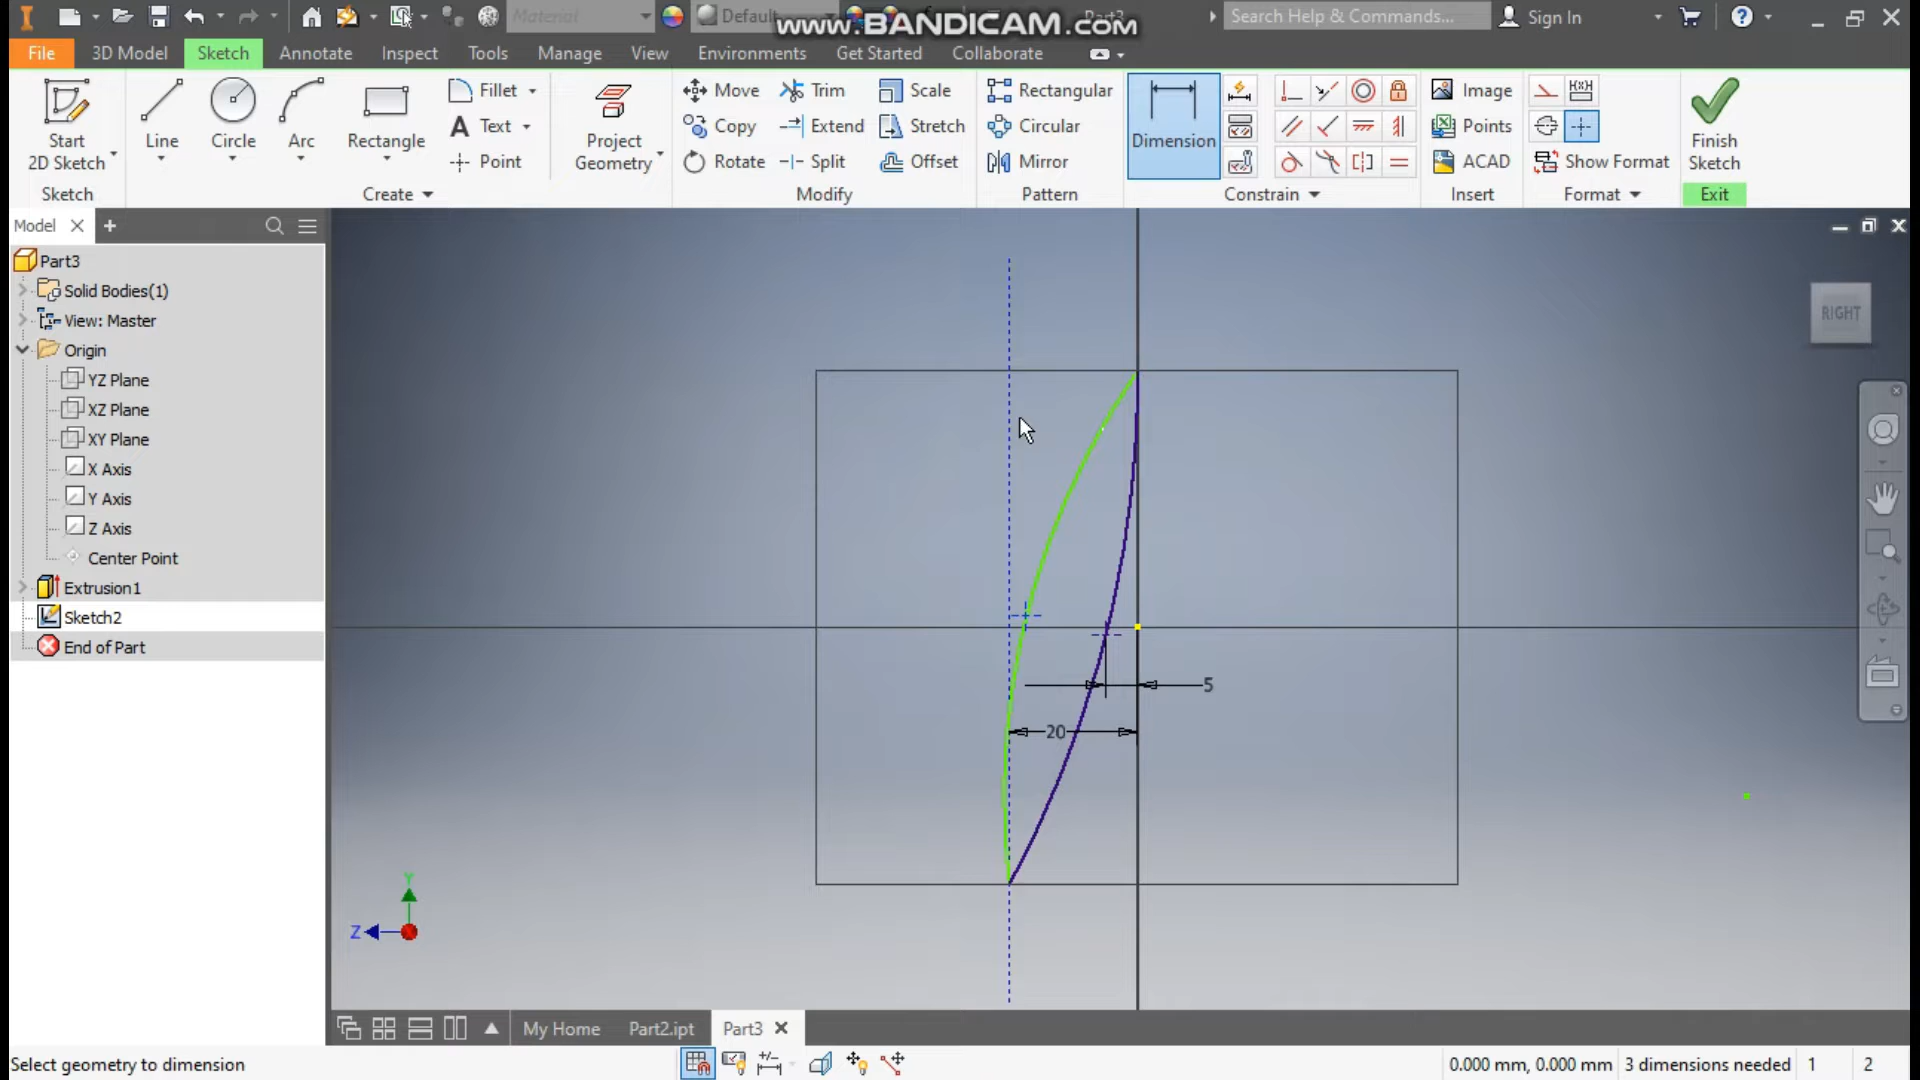 Material
Default
www.BANDICAM.com
Search Help & Commands...
Sign In
File
3D Model
Sketch
Annotate
Inspect
Tools
Manage
View
Environments
Get Started
Collaborate
Start
2D Sketch
Line
Circle
Arc
Rectangle
Fillet
Text
Point
Project
Geometry
Move
Copy
Rotate
Trim
Extend
Split
Scale
Stretch
Offset
Rectangular
Circular
Mirror
Dimension
Image
Points
ACAD
Show Format
Finish
Sketch
Sketch
Create
Modify
Pattern
Constrain
Insert
Format
Exit
Model
Part3
Solid Bodies(1)
View: Master
Origin
YZ Plane
XZ Plane
XY Plane
X Axis
Y Axis
Z Axis
Center Point
Extrusion1
Sketch2
End of Part
RIGHT
5
20
Y
Z
My Home
Part2.ipt
Part3
Select geometry to dimension
0.000 mm, 0.000 mm
3 dimensions needed
1
2